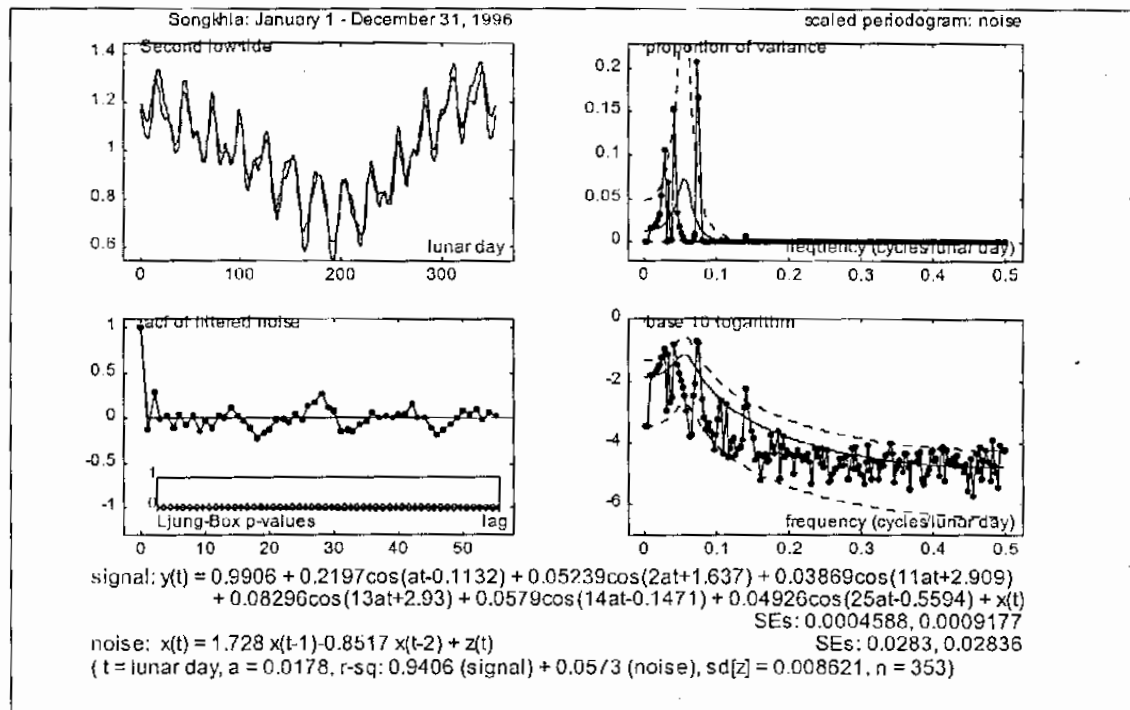 Songkhla: January 1 - December 31, 1996
scaled periodogram: noise
Second low tide
1.4
1.2
1
0.8
0.6
lunar day
0 100 200 300
proportion of variance
0.2
0.15
0.1
0.05
0
frequency (cycles/lunar day)
0 0.1 0.2 0.3 0.4 0.5
acf of filtered noise
1
0.5
0
-0.5
-1
1
0
Ljung-Box p-values lag
0 10 20 30 40 50
base 10 logarithm
0
-2
-4
-6
frequency (cycles/lunar day)
0 0.1 0.2 0.3 0.4 0.5
signal: y(t) = 0.9906 + 0.2197cos(at-0.1132) + 0.05239cos(2at+1.637) + 0.03869cos(11at+2.909)
+ 0.08296cos(13at+2.93) + 0.0579cos(14at-0.1471) + 0.04926cos(25at-0.5594) + x(t)
SEs: 0.0004588, 0.0009177
noise: x(t) = 1.728 x(t-1)-0.8517 x(t-2) + z(t) SEs: 0.0283, 0.02836
( t = lunar day, a = 0.0178, r-sq: 0.9406 (signal) + 0.0573 (noise), sd[z] = 0.008621, n = 353)